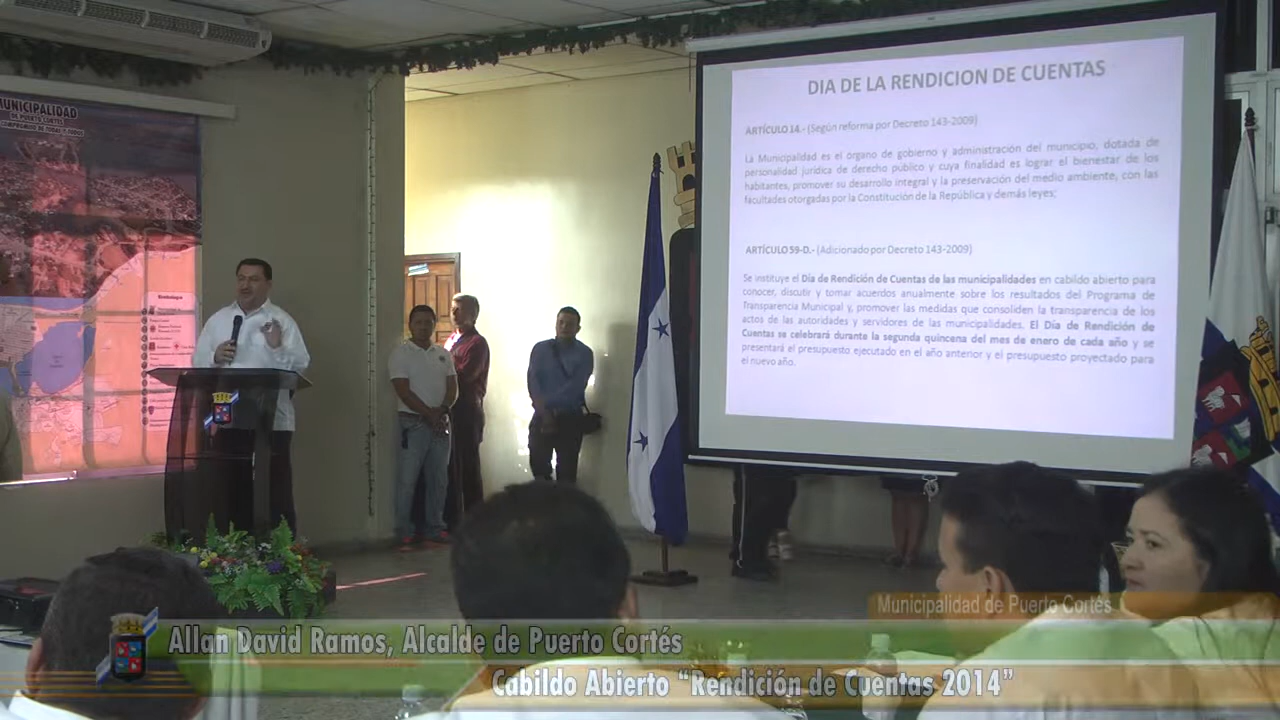 MUNICIPALIDAD
DE PUERTO CORTÉS
COMPROMISO DE TODAS Y TODOS
Simbología
DIA DE LA RENDICION DE CUENTAS
ARTÍCULO 14.- (Según reforma por Decreto 143-2009)
La Municipalidad es el órgano de gobierno y administración del municipio, dotada de
personalidad jurídica de derecho público y cuya finalidad es lograr el bienestar de los
habitantes, promover su desarrollo integral y la preservación del medio ambiente, con las
facultades otorgadas por la Constitución de la República y demás leyes;
ARTÍCULO 59-D.- (Adicionado por Decreto 143-2009)
Se instituye el Día de Rendición de Cuentas de las municipalidades en cabildo abierto para
conocer, discutir y tomar acuerdos anualmente sobre los resultados del Programa de
Transparencia Municipal y, promover las medidas que consoliden la transparencia de los
actos de las autoridades y servidores de las municipalidades. El Día de Rendición de
Cuentas se celebrará durante la segunda quincena del mes de enero de cada año y se
presentará el presupuesto ejecutado en el año anterior y el presupuesto proyectado para
el nuevo año.
Municipalidad de Puerto Cortés
Allan David Ramos, Alcalde de Puerto Cortés
Cabildo Abierto “Rendición de Cuentas 2014”